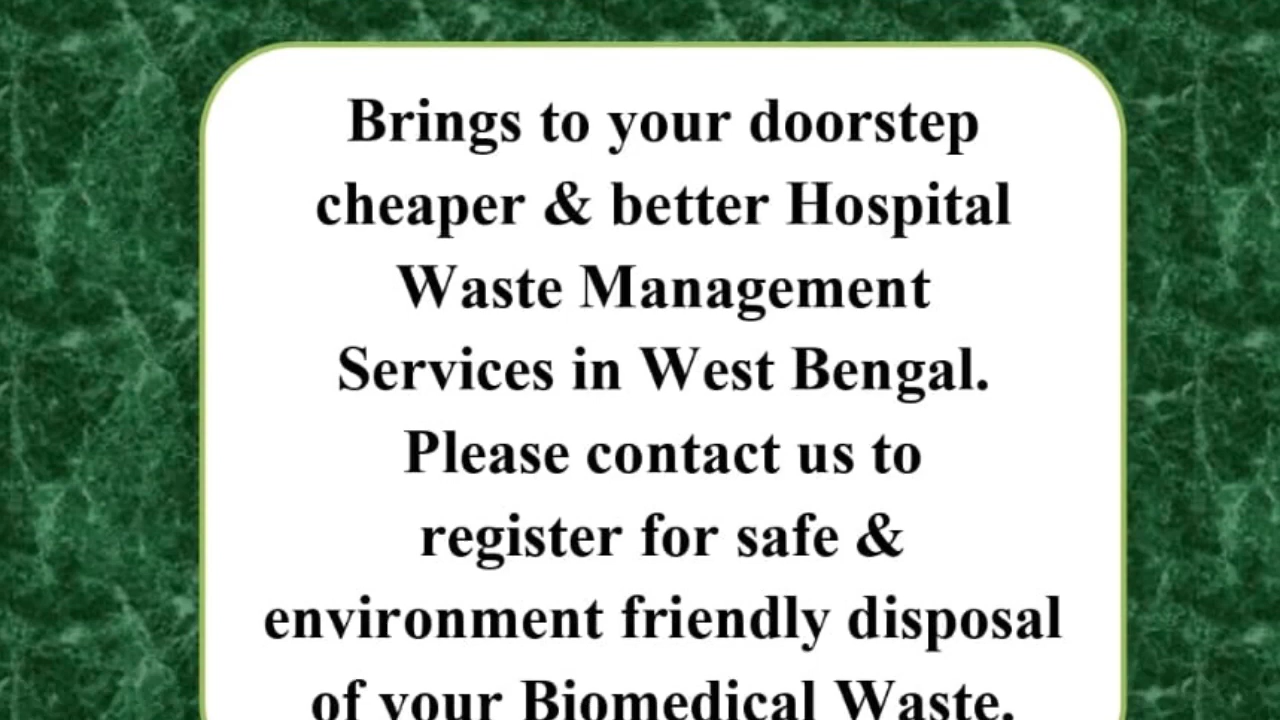 Brings to your doorstep
cheaper & better Hospital
Waste Management
Services in West Bengal.
Please contact us to
register for safe &
environment friendly disposal
of your Biomedical Waste.